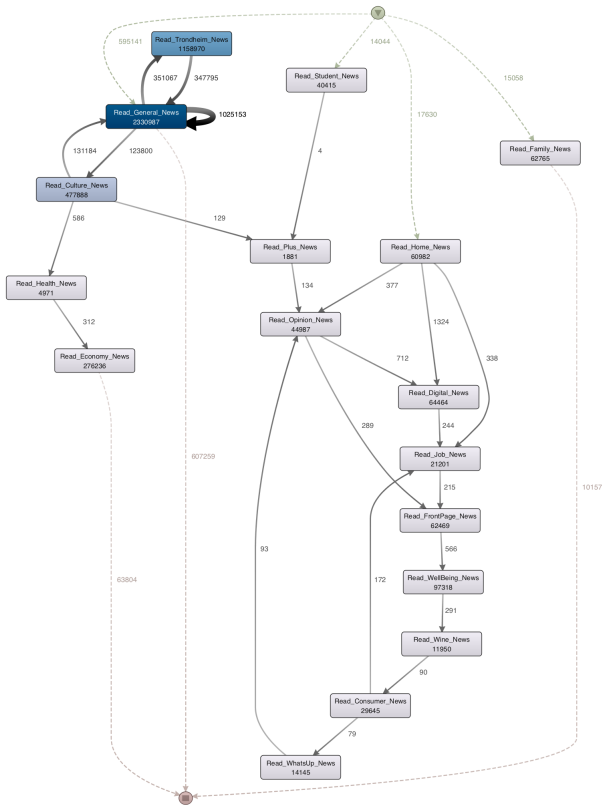 595141
Read_Trondheim_News
1158970
14044
Read_Student_News
40415
15058
351067
347795
Read_General_News
2330987
1025153
17630
131184
123800
4
Read_Family_News
62765
Read_Culture_News
477888
586
129
Read_Plus_News
1881
Read_Home_News
60982
Read_Health_News
4971
134
377
312
Read_Opinion_News
44987
1324
338
Read_Economy_News
276236
712
Read_Digital_News
64464
289
244
607259
Read_Job_News
21201
10157
215
Read_FrontPage_News
62469
93
566
63804
172
Read_WellBeing_News
97318
291
Read_Wine_News
11950
90
Read_Consumer_News
29645
79
Read_WhatsUp_News
14145